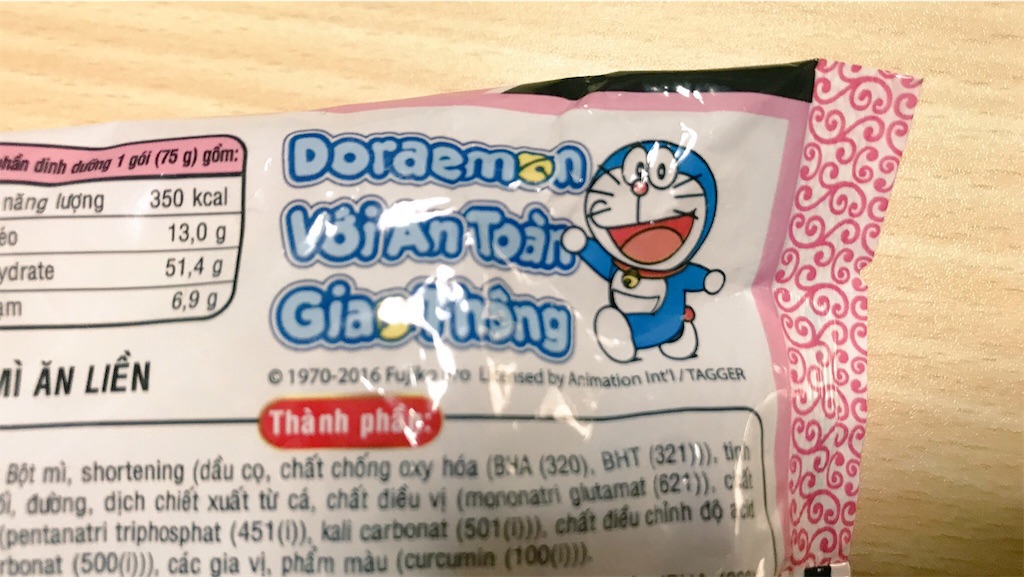 phần dinh dưỡng 1 gói (75 g) gồm:
năng lượng 350 kcal
éo 13,0 g
ydrate 51,4 g
ạm 6,9 g
MÌ ĂN LIỀN
Doraemon
Với An Toàn
Giao Thông
© 1970-2016 Fujiko Pro Licensed by Animation Int'l / TAGGER
Thành phần:
Bột mì, shortening (dầu cọ, chất chống oxy hóa (BHA (320), BHT (321))), tinh
ối, đường, dịch chiết xuất từ cá, chất điều vị (mononatri glutamat (621)), chất
(pentanatri triphosphat (451(i)), kali carbonat (501(i))), chất điều chỉnh độ acid
rbonat (500(i))), các gia vị, phẩm màu (curcumin (100(i))).